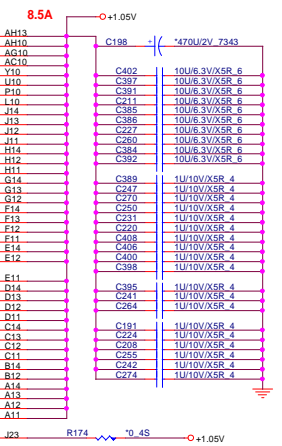 8.5A
+1.05V
AH13
AH10
AG10
AC10
Y10
U10
P10
L10
J14
J13
J12
J11
H14
H12
H11
G14
G13
G12
F14
F13
F12
F11
E14
E12
E11
D14
D13
D12
D11
C14
C13
C12
C11
B14
B12
A14
A13
A12
A11
C198 + *470U/2V_7343
C402 10U/6.3V/X5R_6
C397 10U/6.3V/X5R_6
C391 10U/6.3V/X5R_6
C211 10U/6.3V/X5R_6
C385 10U/6.3V/X5R_6
C386 10U/6.3V/X5R_6
C227 10U/6.3V/X5R_6
C260 10U/6.3V/X5R_6
C384 10U/6.3V/X5R_6
C392 10U/6.3V/X5R_6
C389 1U/10V/X5R_4
C247 1U/10V/X5R_4
C270 1U/10V/X5R_4
C250 1U/10V/X5R_4
C231 1U/10V/X5R_4
C220 1U/10V/X5R_4
C408 1U/10V/X5R_4
C406 1U/10V/X5R_4
C400 1U/10V/X5R_4
C398 1U/10V/X5R_4
C395 1U/10V/X5R_4
C241 1U/10V/X5R_4
C264 1U/10V/X5R_4
C191 1U/10V/X5R_4
C224 1U/10V/X5R_4
C208 1U/10V/X5R_4
C255 1U/10V/X5R_4
C242 1U/10V/X5R_4
C274 1U/10V/X5R_4
J23 R174 *0_4S +1.05V